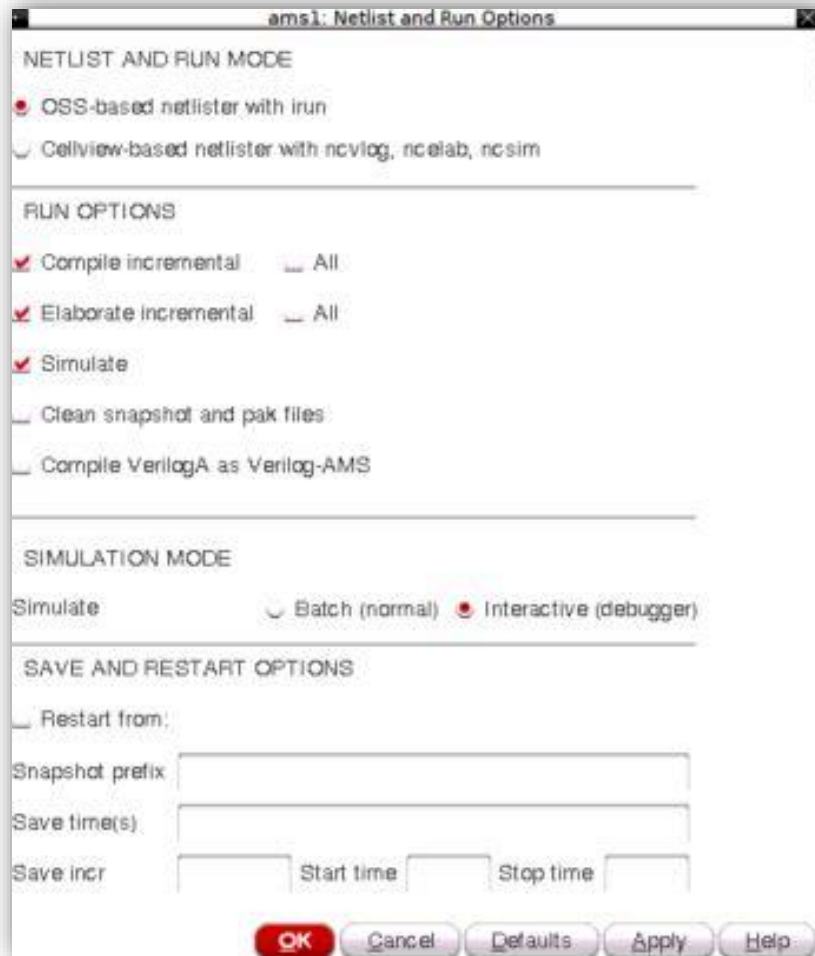 ams1: Netlist and Run Options
NETLIST AND RUN MODE
OSS-based netlister with irun
Cellview-based netlister with ncvlog, ncelab, ncsim
RUN OPTIONS
Compile incremental All
Elaborate incremental All
Simulate
Clean snapshot and pak files
Compile VerilogA as Verilog-AMS
SIMULATION MODE
Simulate Batch (normal) Interactive (debugger)
SAVE AND RESTART OPTIONS
Restart from:
Snapshot prefix
Save time(s)
Save incr Start time Stop time
OK Cancel Defaults Apply Help